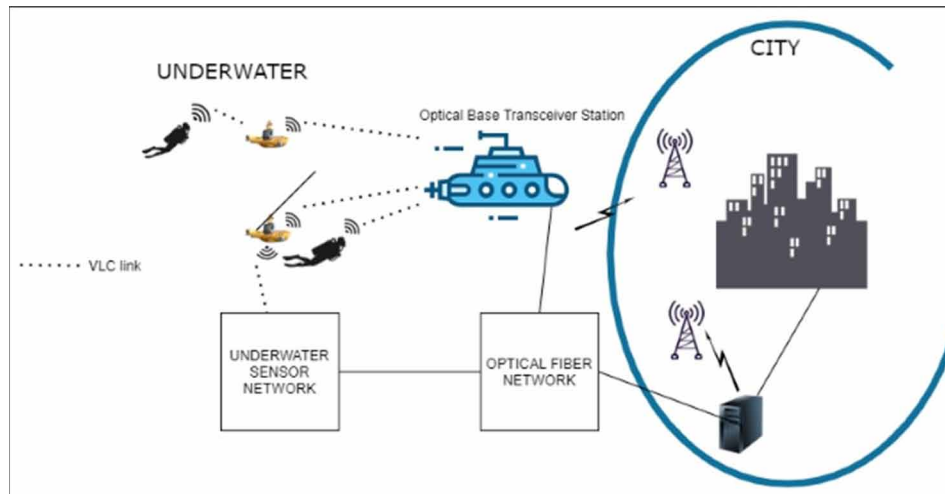 CITY
UNDERWATER
Optical Base Transceiver Station
VLC link
UNDERWATER
SENSOR
NETWORK
OPTICAL FIBER
NETWORK